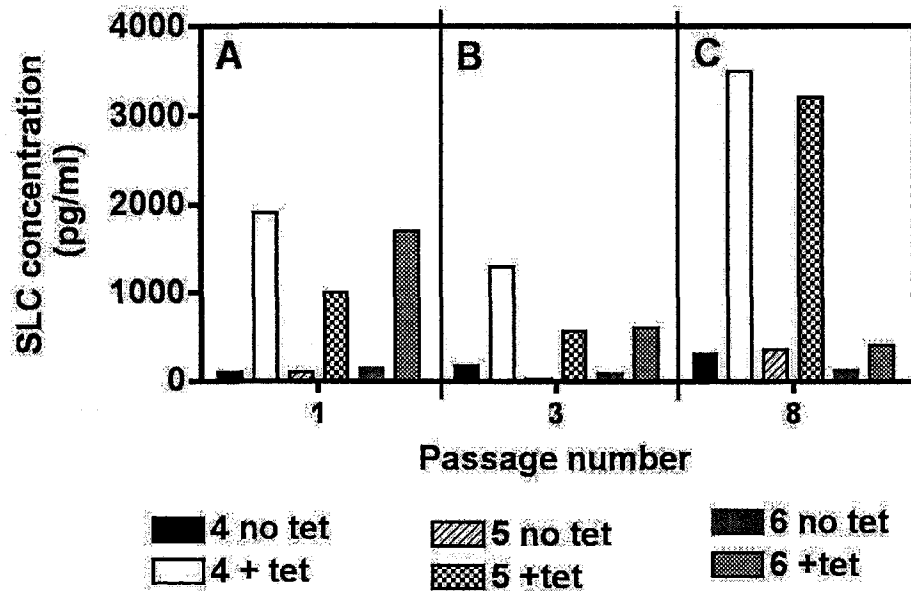 4000
3000
2000
1000
0
SLC concentration
(pg/ml)
A
B
C
1
3
8
Passage number
4 no tet
4 + tet
5 no tet
5 +tet
6 no tet
6 +tet